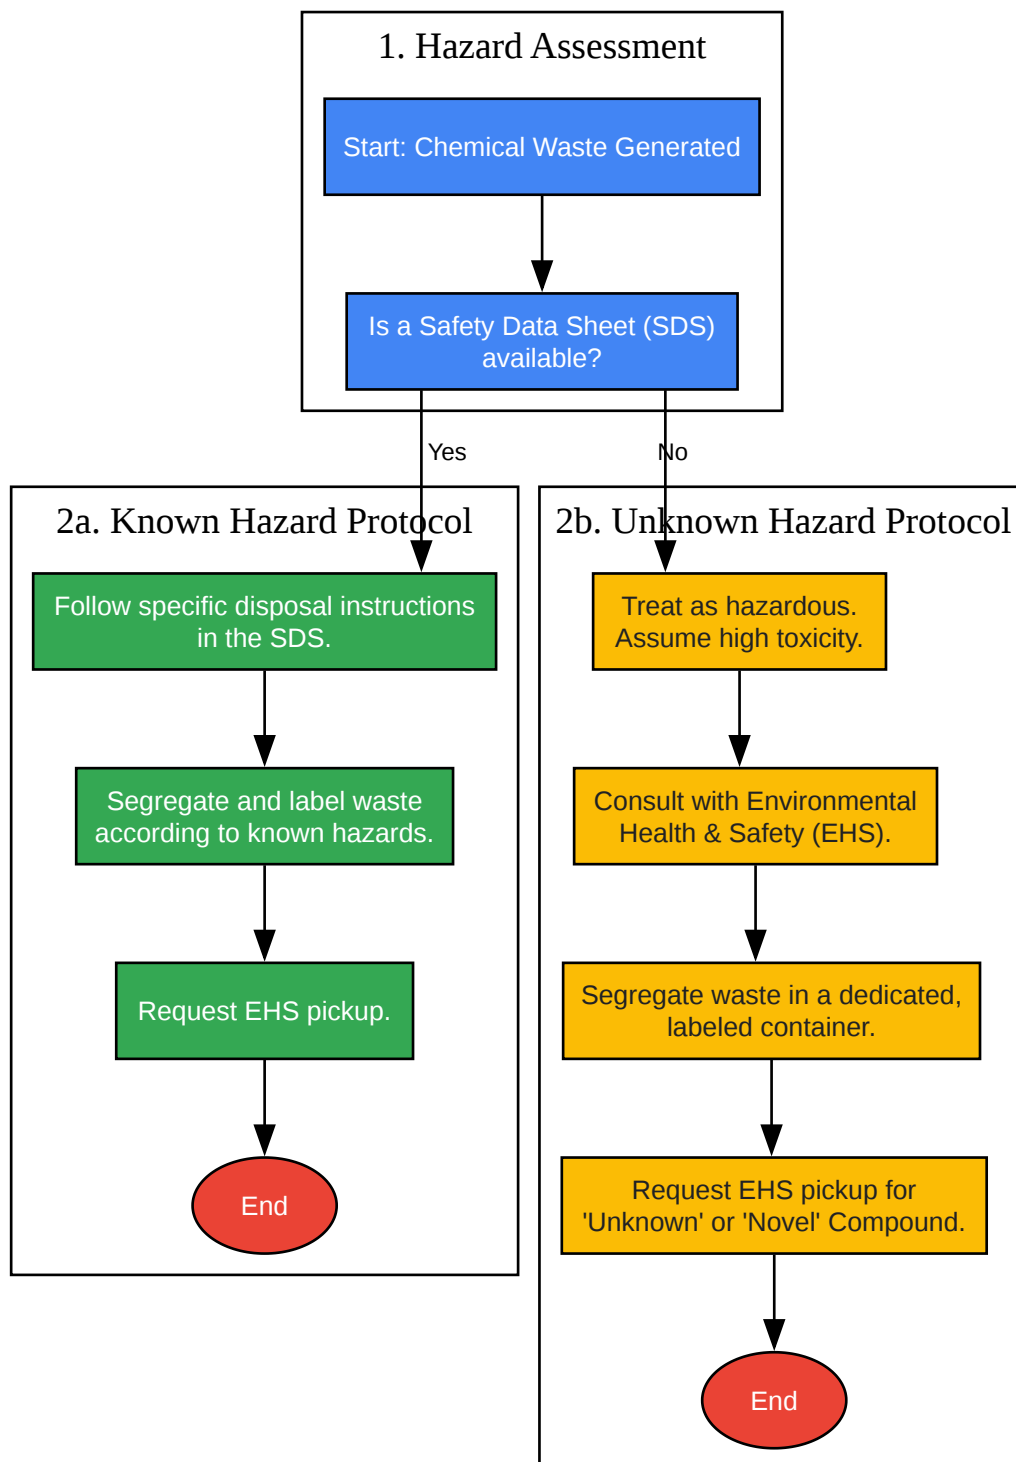 1. Hazard Assessment
Start: Chemical Waste Generated
Is a Safety Data Sheet (SDS)
available?
Yes
No
2a. Known Hazard Protocol
Follow specific disposal instructions
in the SDS.
Segregate and label waste
according to known hazards.
Request EHS pickup.
End
2b. Unknown Hazard Protocol
Treat as hazardous.
Assume high toxicity.
Consult with Environmental
Health & Safety (EHS).
Segregate waste in a dedicated,
labeled container.
Request EHS pickup for
'Unknown' or 'Novel' Compound.
End